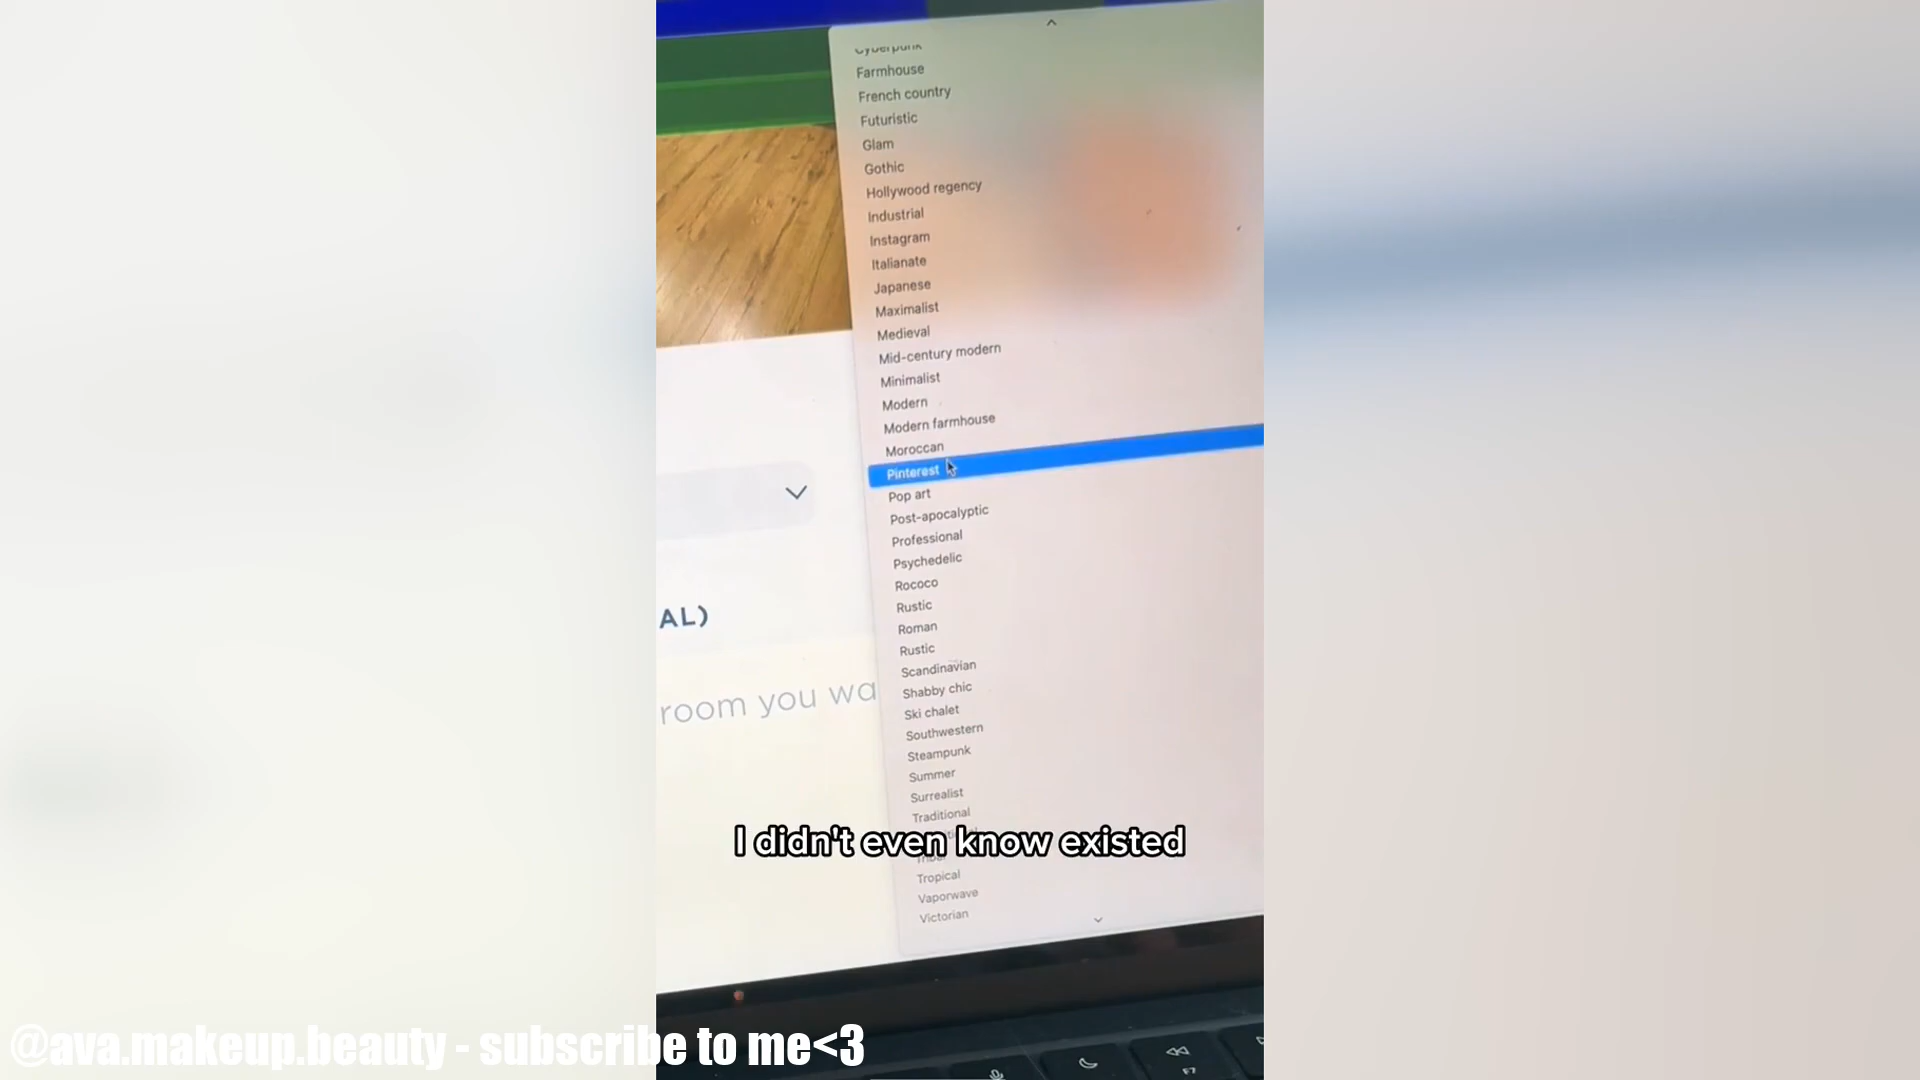 Cyberpunk
Farmhouse
French country
Futuristic
Glam
Gothic
Hollywood regency
Industrial
Instagram
Italianate
Japanese
Maximalist
Medieval
Mid-century modern
Minimalist
Modern
Modern farmhouse
Moroccan
Pinterest
Pop art
Post-apocalyptic
Professional
Psychedelic
Rococo
Rustic
Roman
Rustic
Scandinavian
Shabby chic
Ski chalet
Southwestern
Steampunk
Summer
Surrealist
Traditional
Tropical
Vaporwave
Victorian
AL)
room you wa
I didn't even know existed
@ava.makeup.beauty - subscribe to me<3
F7